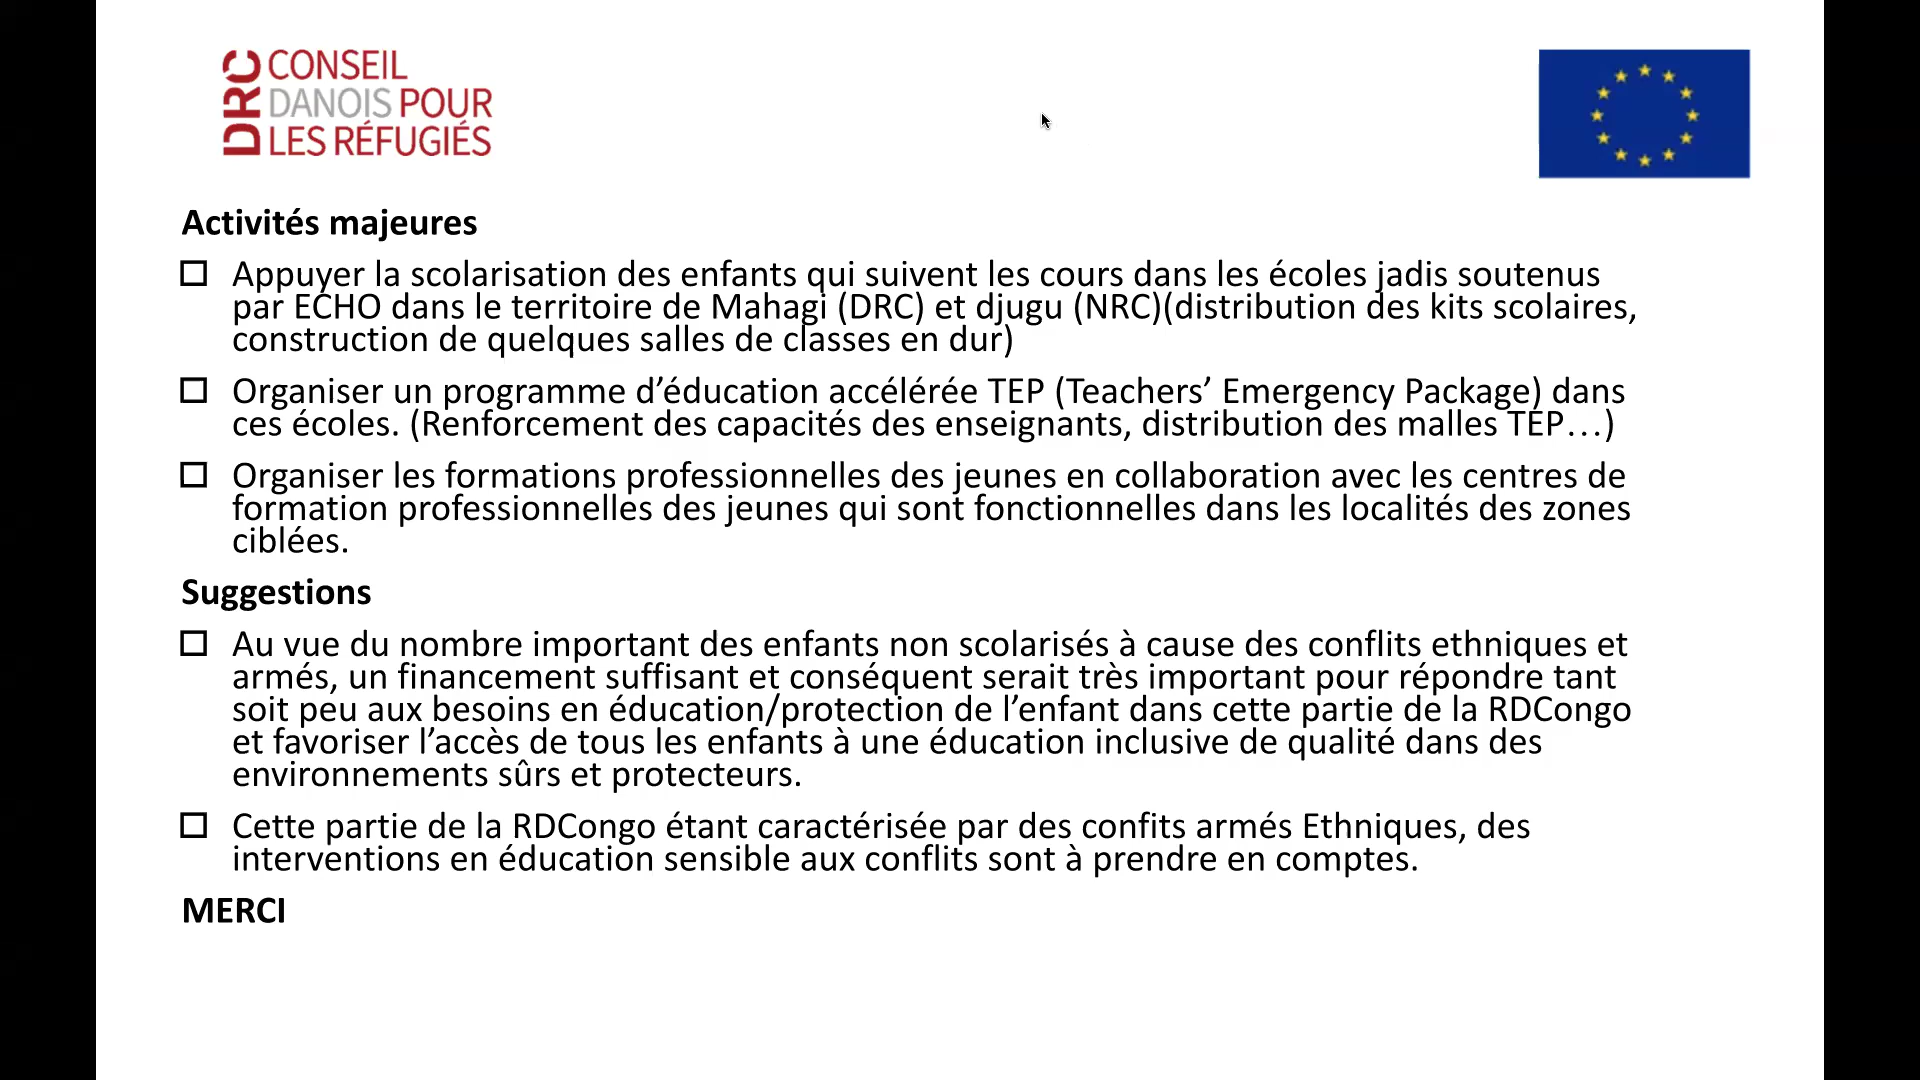 DRC
CONSEIL
DANOIS POUR
LES RÉFUGIÉS
Activités majeures
Appuyer la scolarisation des enfants qui suivent les cours dans les écoles jadis soutenus
par ECHO dans le territoire de Mahagi (DRC) et djugu (NRC)(distribution des kits scolaires,
construction de quelques salles de classes en dur)
Organiser un programme d’éducation accélérée TEP (Teachers’ Emergency Package) dans
ces écoles. (Renforcement des capacités des enseignants, distribution des malles TEP…)
Organiser les formations professionnelles des jeunes en collaboration avec les centres de
formation professionnelles des jeunes qui sont fonctionnelles dans les localités des zones
ciblées.
Suggestions
Au vue du nombre important des enfants non scolarisés à cause des conflits ethniques et
armés, un financement suffisant et conséquent serait très important pour répondre tant
soit peu aux besoins en éducation/protection de l’enfant dans cette partie de la RDCongo
et favoriser l’accès de tous les enfants à une éducation inclusive de qualité dans des
environnements sûrs et protecteurs.
Cette partie de la RDCongo étant caractérisée par des confits armés Ethniques, des
interventions en éducation sensible aux conflits sont à prendre en comptes.
MERCI